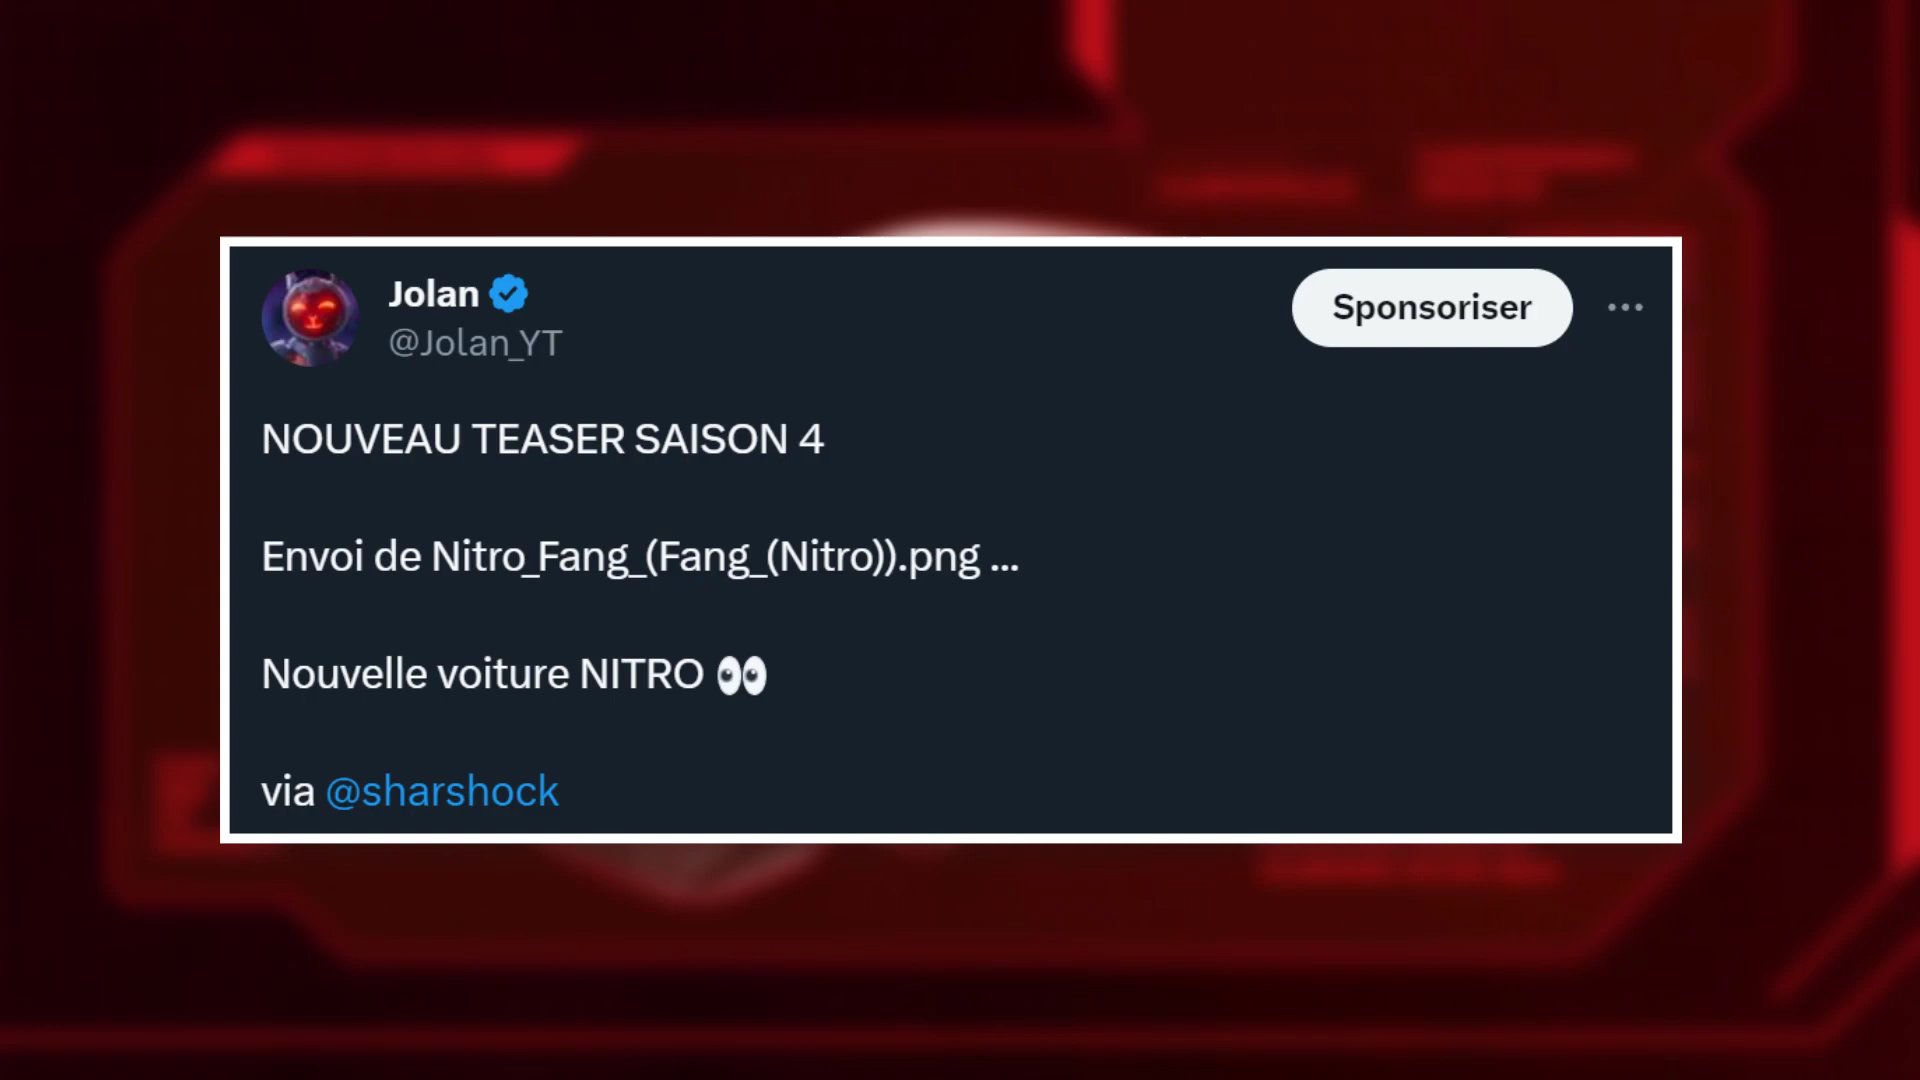 Jolan
@Jolan_YT
Sponsoriser
NOUVEAU TEASER SAISON 4
Envoi de Nitro_Fang_(Fang_(Nitro)).png ...
Nouvelle voiture NITRO 👀
via @sharshock